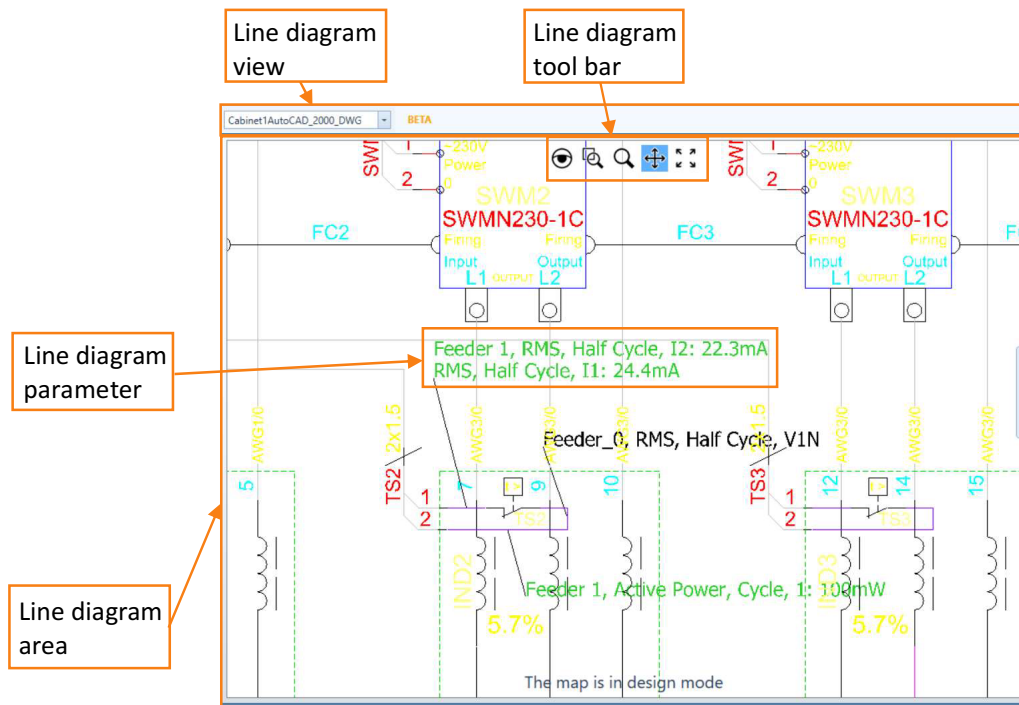 Line diagram
view
Line diagram
tool bar
Cabinet1AutoCAD_2000_DWG
BETA
SWM
1
2
~230V
Power
0
SWM2
SWMN230-1C
Firing
Firing
Input
Output
L1
OUTPUT
L2
SWM
1
2
~230V
Power
0
SWM3
SWMN230-1C
Firing
Firing
Input
Output
L1
OUTPUT
L2
FC2
FC3
Line diagram
parameter
Feeder 1, RMS, Half Cycle, I2: 22.3mA
RMS, Half Cycle, I1: 24.4mA
AWG1/0
2x1.5
AWG3/0
AWG3/0
AWG3/0
Feeder_0, RMS, Half Cycle, V1N
2x1.5
AWG3/0
AWG3/0
5
TS2
1
2
7
9
10
TS2
TS3
1
2
12
14
15
TS3
IND2
Feeder 1, Active Power, Cycle, 1: 100mW
5.7%
IND3
5.7%
Line diagram
area
The map is in design mode